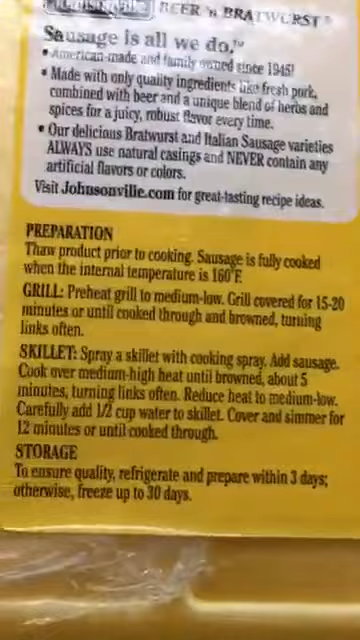 Johnsonville BEER 'n BRATWURST®
Sausage is all we do.™
• American-made and family owned since 1945!
• Made with only quality ingredients like fresh pork,
combined with beer and a unique blend of herbs and
spices for a juicy, robust flavor every time.
• Our delicious Bratwurst and Italian Sausage varieties
ALWAYS use natural casings and NEVER contain any
artificial flavors or colors.
Visit Johnsonville.com for great-tasting recipe ideas.
PREPARATION
Thaw product prior to cooking. Sausage is fully cooked
when the internal temperature is 160°F.
GRILL: Preheat grill to medium-low. Grill covered for 15-20
minutes or until cooked through and browned, turning
links often.
SKILLET: Spray a skillet with cooking spray. Add sausage.
Cook over medium-high heat until browned, about 5
minutes, turning links often. Reduce heat to medium-low.
Carefully add 1/2 cup water to skillet. Cover and simmer for
12 minutes or until cooked through.
STORAGE
To ensure quality, refrigerate and prepare within 3 days;
otherwise, freeze up to 30 days.